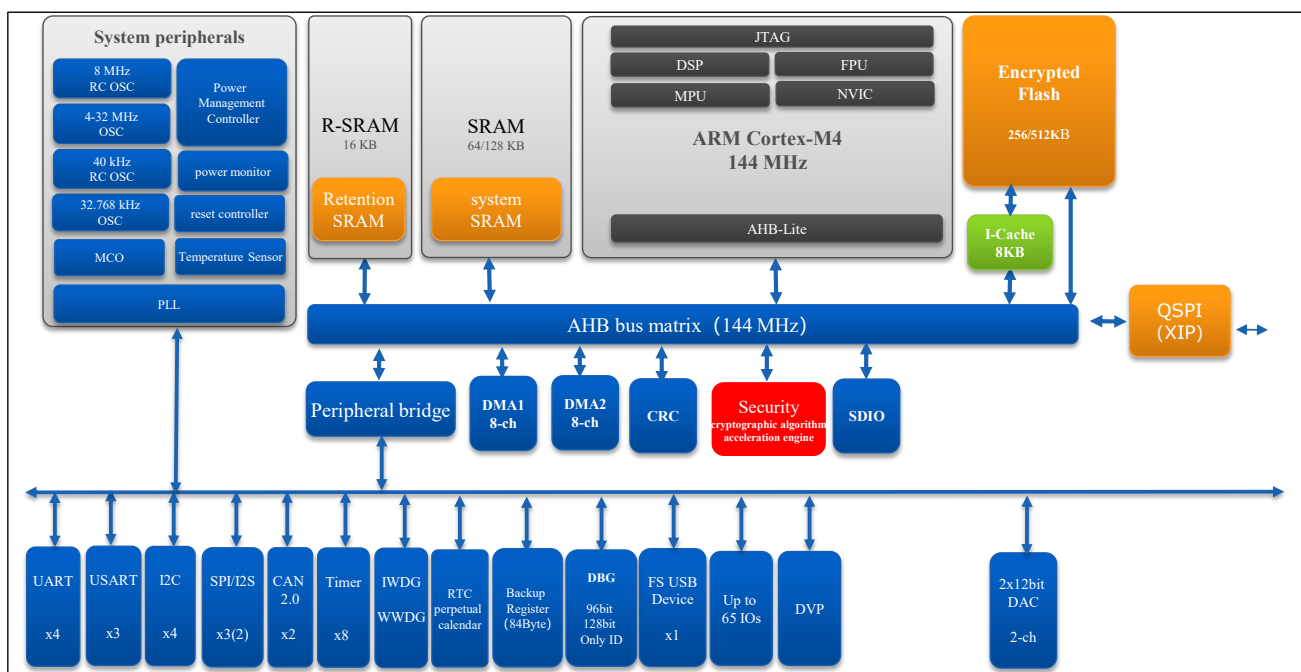 System peripherals
8 MHz
RC OSC
Power
Management
Controller
4-32 MHz
OSC
40 kHz
RC OSC
power monitor
32.768 kHz
OSC
reset controller
MCO
Temperature Sensor
PLL
R-SRAM
16 KB
Retention
SRAM
SRAM
64/128 KB
system
SRAM
JTAG
DSP
FPU
MPU
NVIC
ARM Cortex-M4
144 MHz
AHB-Lite
Encrypted
Flash
256/512KB
I-Cache
8KB
AHB bus matrix（144 MHz）
QSPI
(XIP)
Peripheral bridge
DMA1
8-ch
DMA2
8-ch
CRC
Security
cryptographic algorithm
acceleration engine
SDIO
UART
x4
USART
x3
I2C
x4
SPI/I2S
x3(2)
CAN
2.0
x2
Timer
x8
IWDG
WWDG
RTC
perpetual
calendar
Backup
Register
(84Byte)
DBG
96bit
128bit
Only ID
FS USB
Device
x1
Up to
65 IOs
DVP
2x12bit
DAC
2-ch